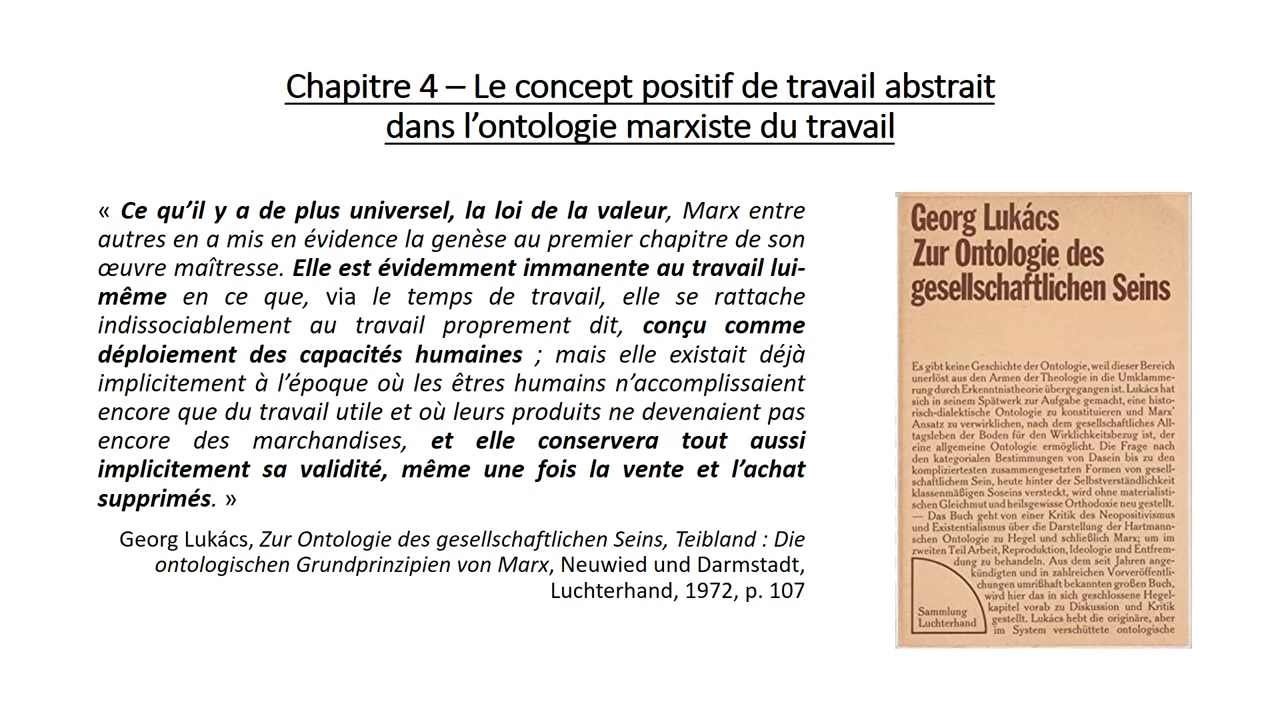 Chapitre 4 – Le concept positif de travail abstrait
dans l’ontologie marxiste du travail
« Ce qu’il y a de plus universel, la loi de la valeur, Marx entre
autres en a mis en évidence la genèse au premier chapitre de son
œuvre maîtresse. Elle est évidemment immanente au travail lui-
même en ce que, via le temps de travail, elle se rattache
indissociablement au travail proprement dit, conçu comme
déploiement des capacités humaines ; mais elle existait déjà
implicitement à l’époque où les êtres humains n’accomplissaient
encore que du travail utile et où leurs produits ne devenaient pas
encore des marchandises, et elle conservera tout aussi
implicitement sa validité, même une fois la vente et l’achat
supprimés. »
Georg Lukács, Zur Ontologie des gesellschaftlichen Seins, Teibland : Die
ontologischen Grundprinzipien von Marx, Neuwied und Darmstadt,
Luchterhand, 1972, p. 107
Georg Lukács
Zur Ontologie des
gesellschaftlichen Seins
Es gibt keine Geschichte der Ontologie, weil dieser Bereich
unerlöst aus den Armen der Theologie in die Umklamme-
rung durch Erkenntnistheorie übergegangen ist. Lukács hat
sich in seinem Spätwerk zur Aufgabe gemacht, eine histo-
risch-dialektische Ontologie zu konstituieren und Marx'
Ansatz zu verwirklichen, nach dem gesellschaftliches All-
tagsleben der Boden für den Wirklichkeitsbezug ist, der
eine allgemeine Ontologie ermöglicht. Die Frage nach
den kategorialen Bestimmungen von Dasein bis zu den
kompliziertesten zusammengesetzten Formen von gesell-
schaftlichem Sein, heute hinter der Selbstverständlichkeit
klassenmäßigen Soseins versteckt, wird ohne materialisti-
schen Gleichmut und heilsgewisse Orthodoxie neu gestellt.
— Das Buch geht von einer Kritik des Neopositivismus
und Existentialismus über die Darstellung der Hartmann-
schen Ontologie zu Hegel und schließlich Marx; um im
zweiten Teil Arbeit, Reproduktion, Ideologie und Entfrem-
dung zu behandeln. Aus dem seit Jahren ange-
kündigten und in zahlreichen Vorveröffentli-
chungen umrißhaft bekannten großen Buch,
wird hier das in sich geschlossene Hegel-
kapitel vorab zu Diskussion und Kritik
gestellt. Lukács hebt die originäre, aber
im System verschüttete ontologische
Sammlung
Luchterhand